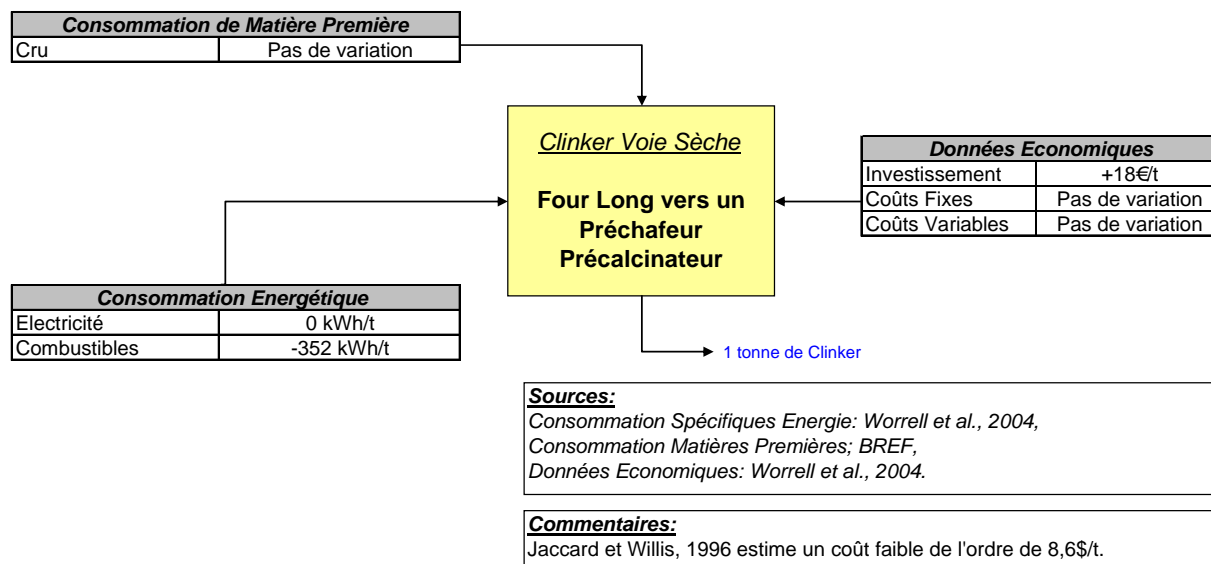 Consommation de Matière Première
Cru Pas de variation
Clinker Voie Sèche
Four Long vers un
Préchafeur
Précalcinateur
Données Economiques
Investissement +18€/t
Coûts Fixes Pas de variation
Coûts Variables Pas de variation
Consommation Energétique
Electricité 0 kWh/t
Combustibles -352 kWh/t
1 tonne de Clinker
Sources:
Consommation Spécifiques Energie: Worrell et al., 2004,
Consommation Matières Premières; BREF,
Données Economiques: Worrell et al., 2004.
Commentaires:
Jaccard et Willis, 1996 estime un coût faible de l'ordre de 8,6$/t.